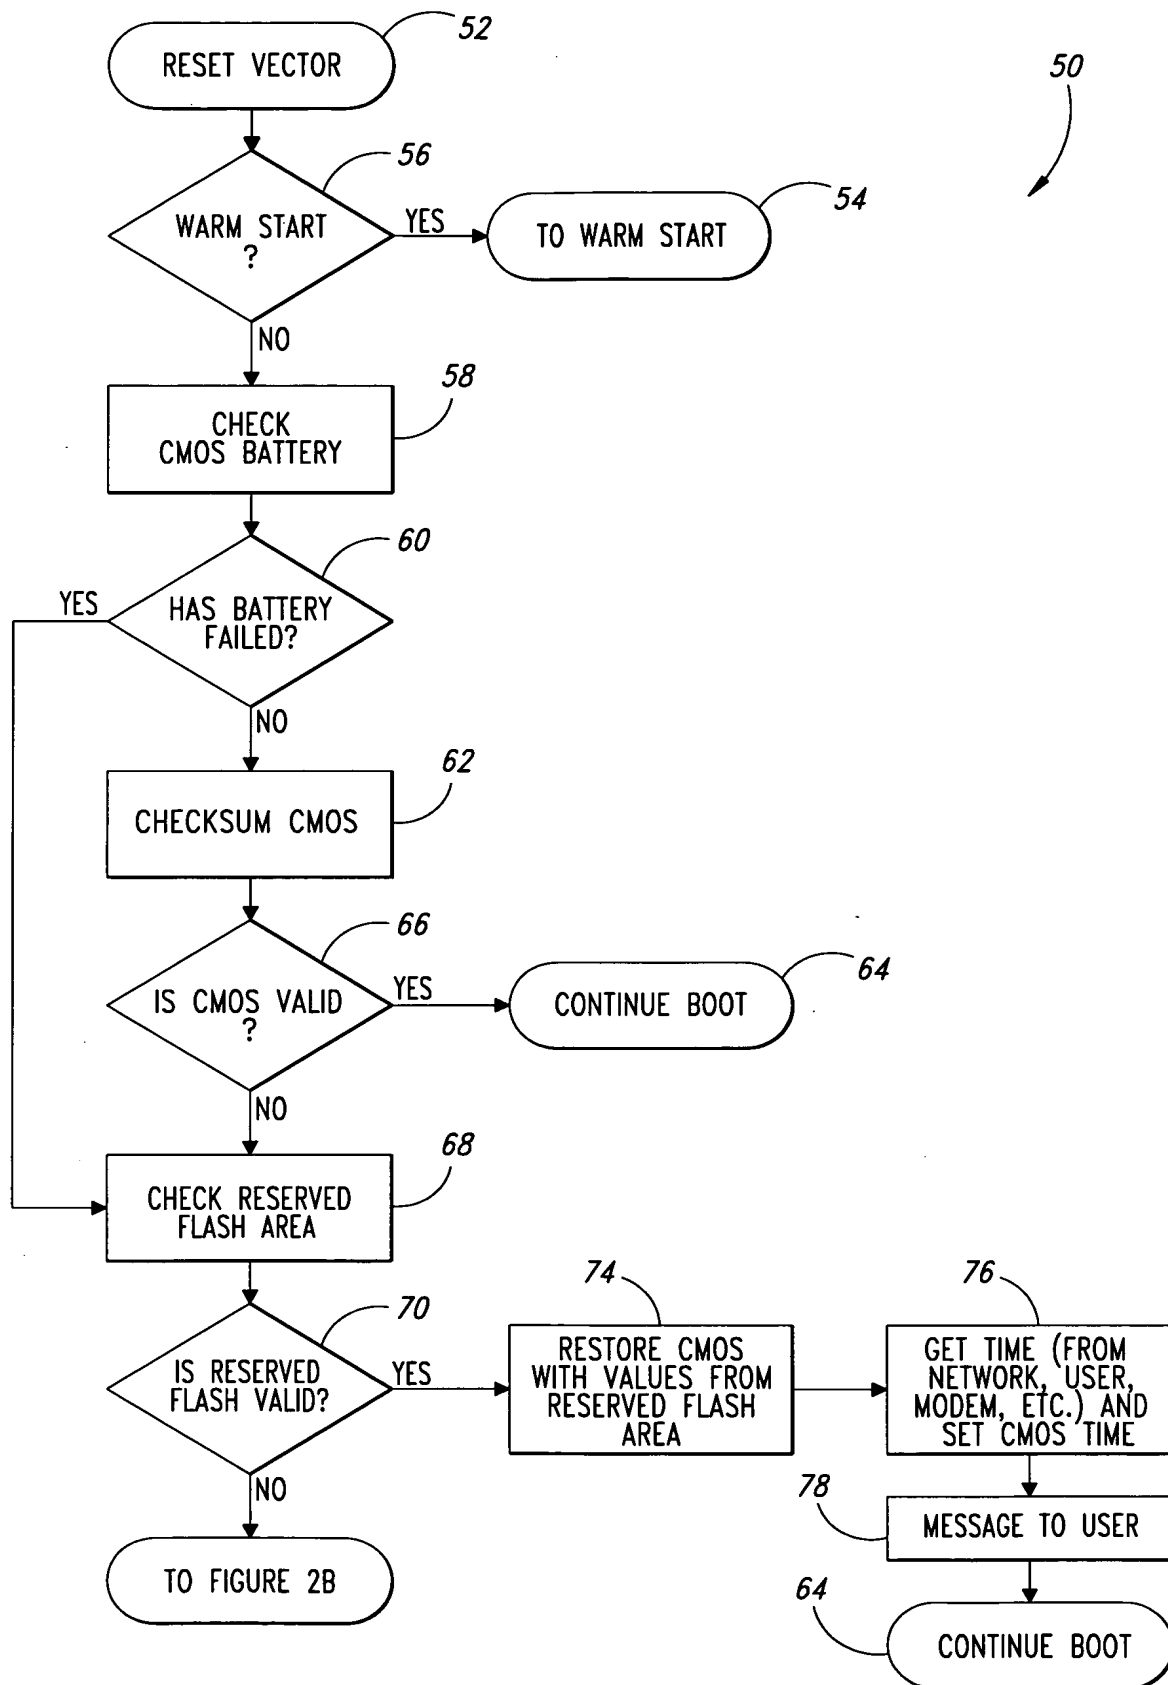 RESET VECTOR
52
50
WARM START
?
56
YES
TO WARM START
54
NO
CHECK
CMOS BATTERY
58
HAS BATTERY
FAILED?
60
YES
NO
CHECKSUM CMOS
62
IS CMOS VALID
?
66
YES
CONTINUE BOOT
64
NO
CHECK RESERVED
FLASH AREA
68
IS RESERVED
FLASH VALID?
70
YES
RESTORE CMOS
WITH VALUES FROM
RESERVED FLASH
AREA
74
GET TIME (FROM
NETWORK, USER,
MODEM, ETC.) AND
SET CMOS TIME
76
NO
TO FIGURE 2B
78
MESSAGE TO USER
64
CONTINUE BOOT